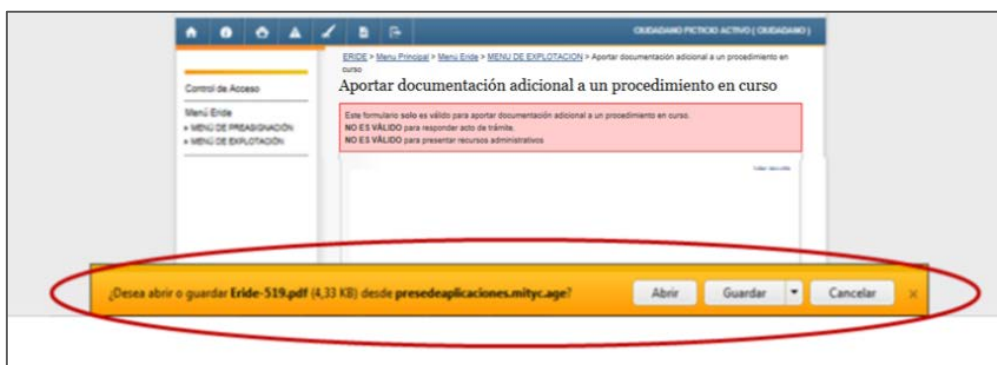 CIUDADANO FICTICIO ACTIVO ( CIUDADANO )
ERIDE > Menu Principal > Menu Eride > MENU DE EXPLOTACION > Aportar documentación adicional a un procedimiento en
curso
Aportar documentación adicional a un procedimiento en curso
Control de Acceso
Menú Eride
MENÚ DE PREASIGNACIÓN
MENÚ DE EXPLOTACIÓN
Este formulario solo es válido para aportar documentación adicional a un procedimiento en curso.
NO ES VÁLIDO para responder acto de trámite.
NO ES VÁLIDO para presentar recursos administrativos
¿Desea abrir o guardar Eride-519.pdf (4,33 KB) desde presedeaplicaciones.mityc.age?
Abrir
Guardar
Cancelar